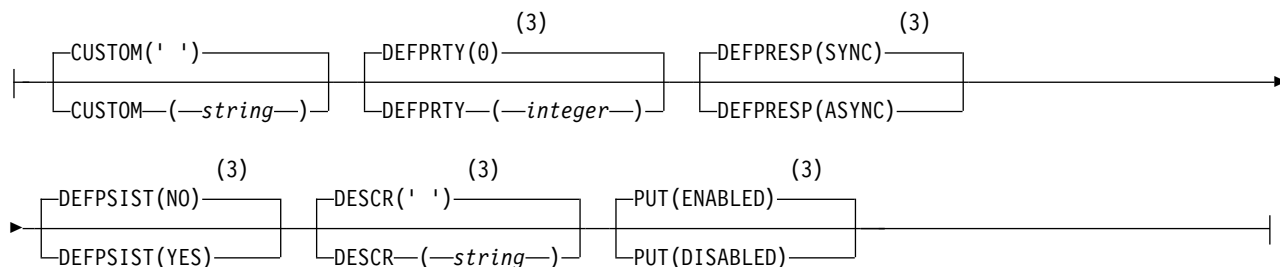 (3) (3)
CUSTOM(' ') DEFPRTY(0) DEFPRESP(SYNC)
CUSTOM ( string ) DEFPRTY ( integer ) DEFPRESP(ASYNC)
(3) (3) (3)
DEFPSIST(NO) DESCR(' ') PUT(ENABLED)
DEFPSIST(YES) DESCR ( string ) PUT(DISABLED)